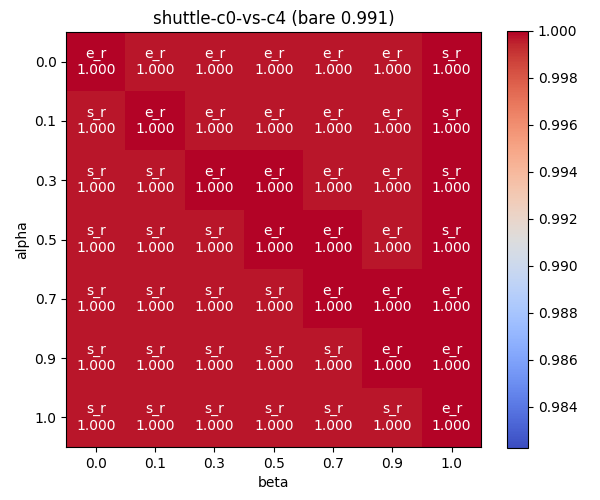 shuttle-c0-vs-c4 (bare 0.991)
0.0 e_r e_r e_r e_r e_r e_r s_r
1.000 1.000 1.000 1.000 1.000 1.000 1.000
0.1 s_r e_r e_r e_r e_r e_r s_r
1.000 1.000 1.000 1.000 1.000 1.000 1.000
0.3 s_r s_r e_r e_r e_r e_r s_r
1.000 1.000 1.000 1.000 1.000 1.000 1.000
0.5 s_r s_r s_r e_r e_r e_r s_r
1.000 1.000 1.000 1.000 1.000 1.000 1.000
0.7 s_r s_r s_r s_r e_r e_r e_r
1.000 1.000 1.000 1.000 1.000 1.000 1.000
0.9 s_r s_r s_r s_r s_r e_r e_r
1.000 1.000 1.000 1.000 1.000 1.000 1.000
1.0 s_r s_r s_r s_r s_r s_r e_r
1.000 1.000 1.000 1.000 1.000 1.000 1.000
alpha
0.0 0.1 0.3 0.5 0.7 0.9 1.0
beta
1.000
0.998
0.996
0.994
0.992
0.990
0.988
0.986
0.984